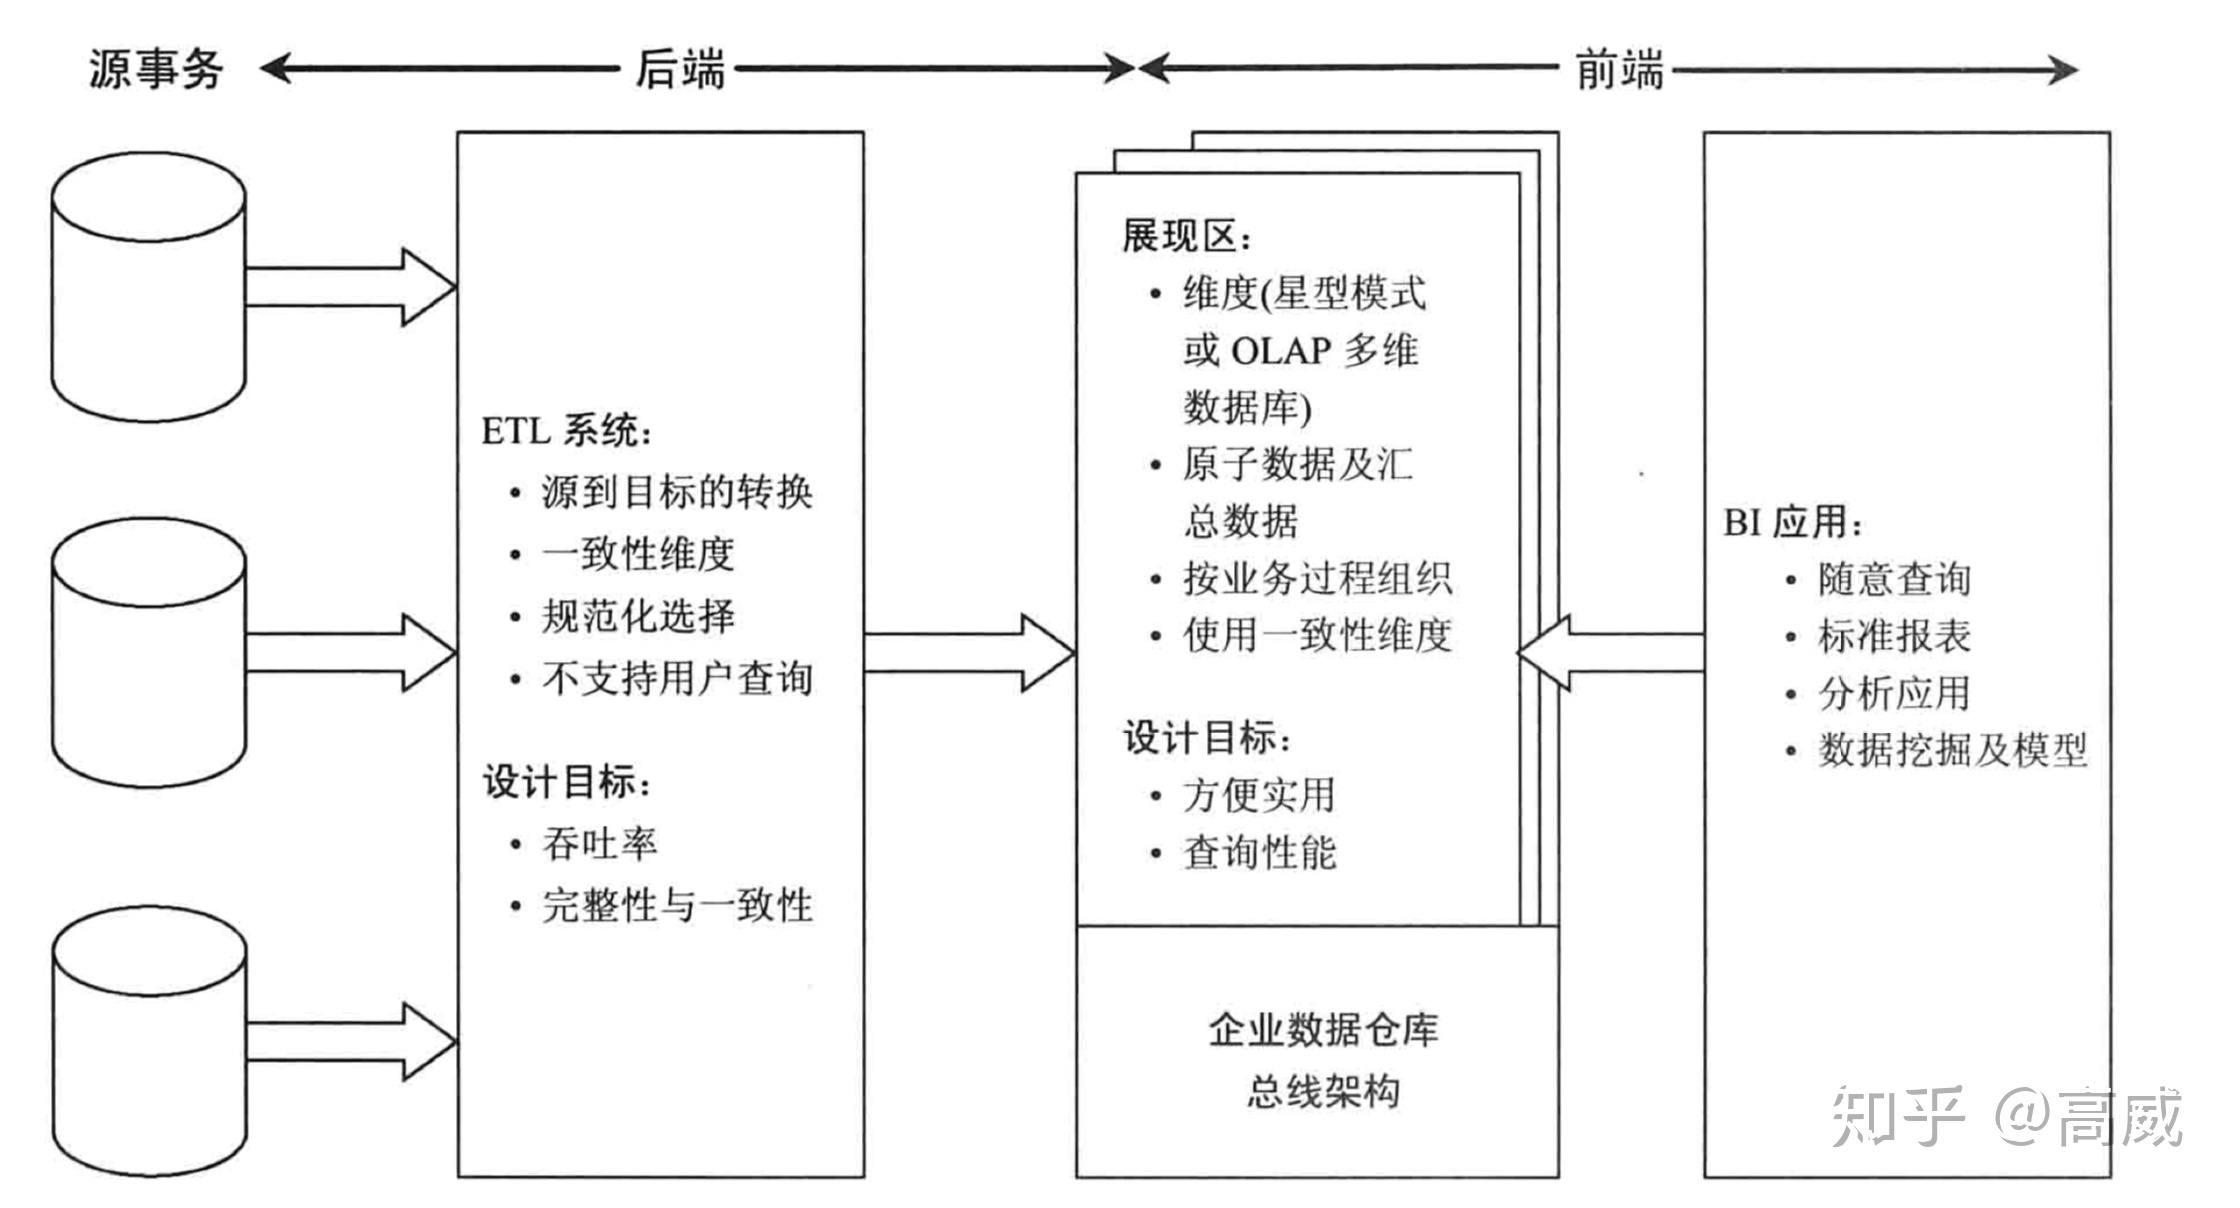 源事务
后端
前端
ETL 系统：
• 源到目标的转换
• 一致性维度
• 规范化选择
• 不支持用户查询
设计目标：
• 吞吐率
• 完整性与一致性
展现区：
• 维度(星型模式
或 OLAP 多维
数据库)
• 原子数据及汇
总数据
• 按业务过程组织
• 使用一致性维度
设计目标：
• 方便实用
• 查询性能
企业数据仓库
总线架构
BI 应用：
• 随意查询
• 标准报表
• 分析应用
• 数据挖掘及模型
知乎 @高威